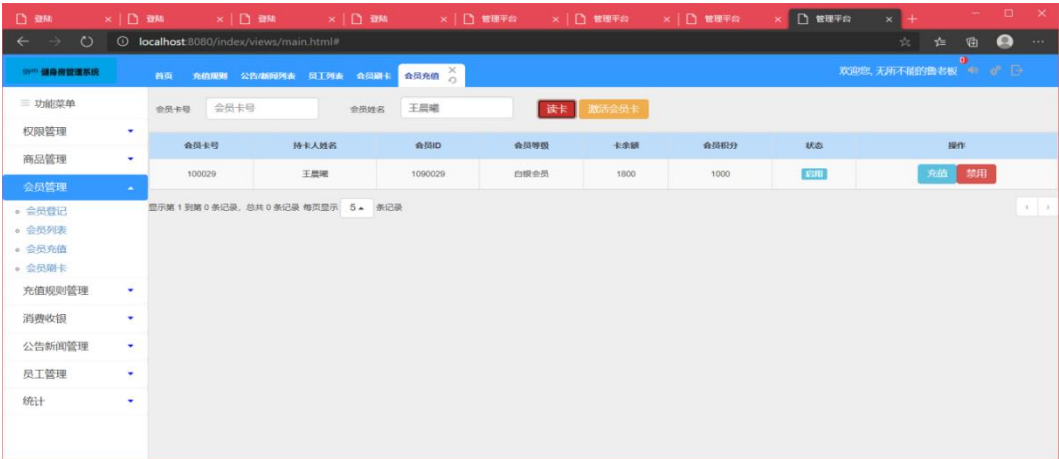 登陆 登陆 登陆 登陆 管理平台 管理平台 管理平台 管理平台
localhost:8080/index/views/main.html#
健身房管理系统 首页 充值规则 公告/新闻列表 员工列表 会员刷卡 会员充值 欢迎您, 无所不能的鲁老板 0
功能菜单
权限管理
商品管理
会员管理
会员登记
会员列表
会员充值
会员刷卡
充值规则管理
消费收银
公告新闻管理
员工管理
统计
会员卡号 会员卡号 会员姓名 王晨曦 读卡 激活会员卡
会员卡号 持卡人姓名 会员ID 会员等级 卡余额 会员积分 状态 操作
100029 王晨曦 1090029 白银会员 1800 1000 启用 充值 禁用
显示第 1 到第 0 条记录, 总共 0 条记录 每页显示 5 条记录